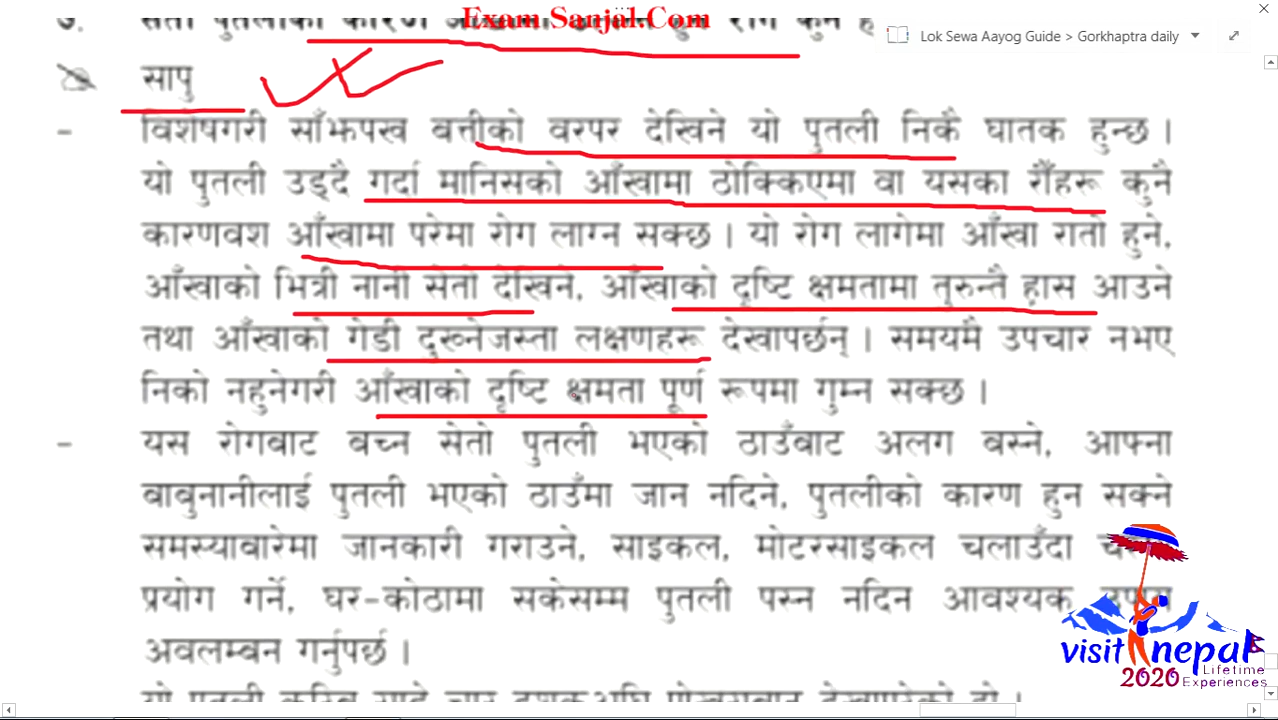 Exam.Sanjal.Com
७. सेतो पुतलीको कारण
Lok Sewa Aayog Guide > Gorkhaptra daily
सापु
- विशेषगरी साँझपख बत्तीको वरपर देखिने यो पुतली निकै घातक हुन्छ ।
यो पुतली उड्दै गर्दा मानिसको आँखामा ठोक्किएमा वा यसका रौँहरू कुनै
कारणवश आँखामा परेमा रोग लाग्न सक्छ । यो रोग लागेमा आँखा रातो हुने,
आँखाको भित्री नानी सेतो देखिने, आँखाको दृष्टि क्षमतामा तुरुन्तै ह्रास आउने
तथा आँखाको गेडी दुख्नेजस्ता लक्षणहरू देखापर्छन् । समयमै उपचार नभए
निको नहुनेगरी आँखाको दृष्टि क्षमता पूर्ण रूपमा गुम्न सक्छ ।
- यस रोगबाट बच्न सेतो पुतली भएको ठाउँबाट अलग बस्ने, आफ्ना
बाबुनानीलाई पुतली भएको ठाउँमा जान नदिने, पुतलीको कारण हुन सक्ने
समस्याबारेमा जानकारी गराउने, साइकल, मोटरसाइकल चलाउँदा
प्रयोग गर्ने, घर-कोठामा सकेसम्म पुतली पस्न नदिन आवश्यक
अवलम्बन गर्नुपर्छ ।
visit nepal
2020 Lifetime
Experiences